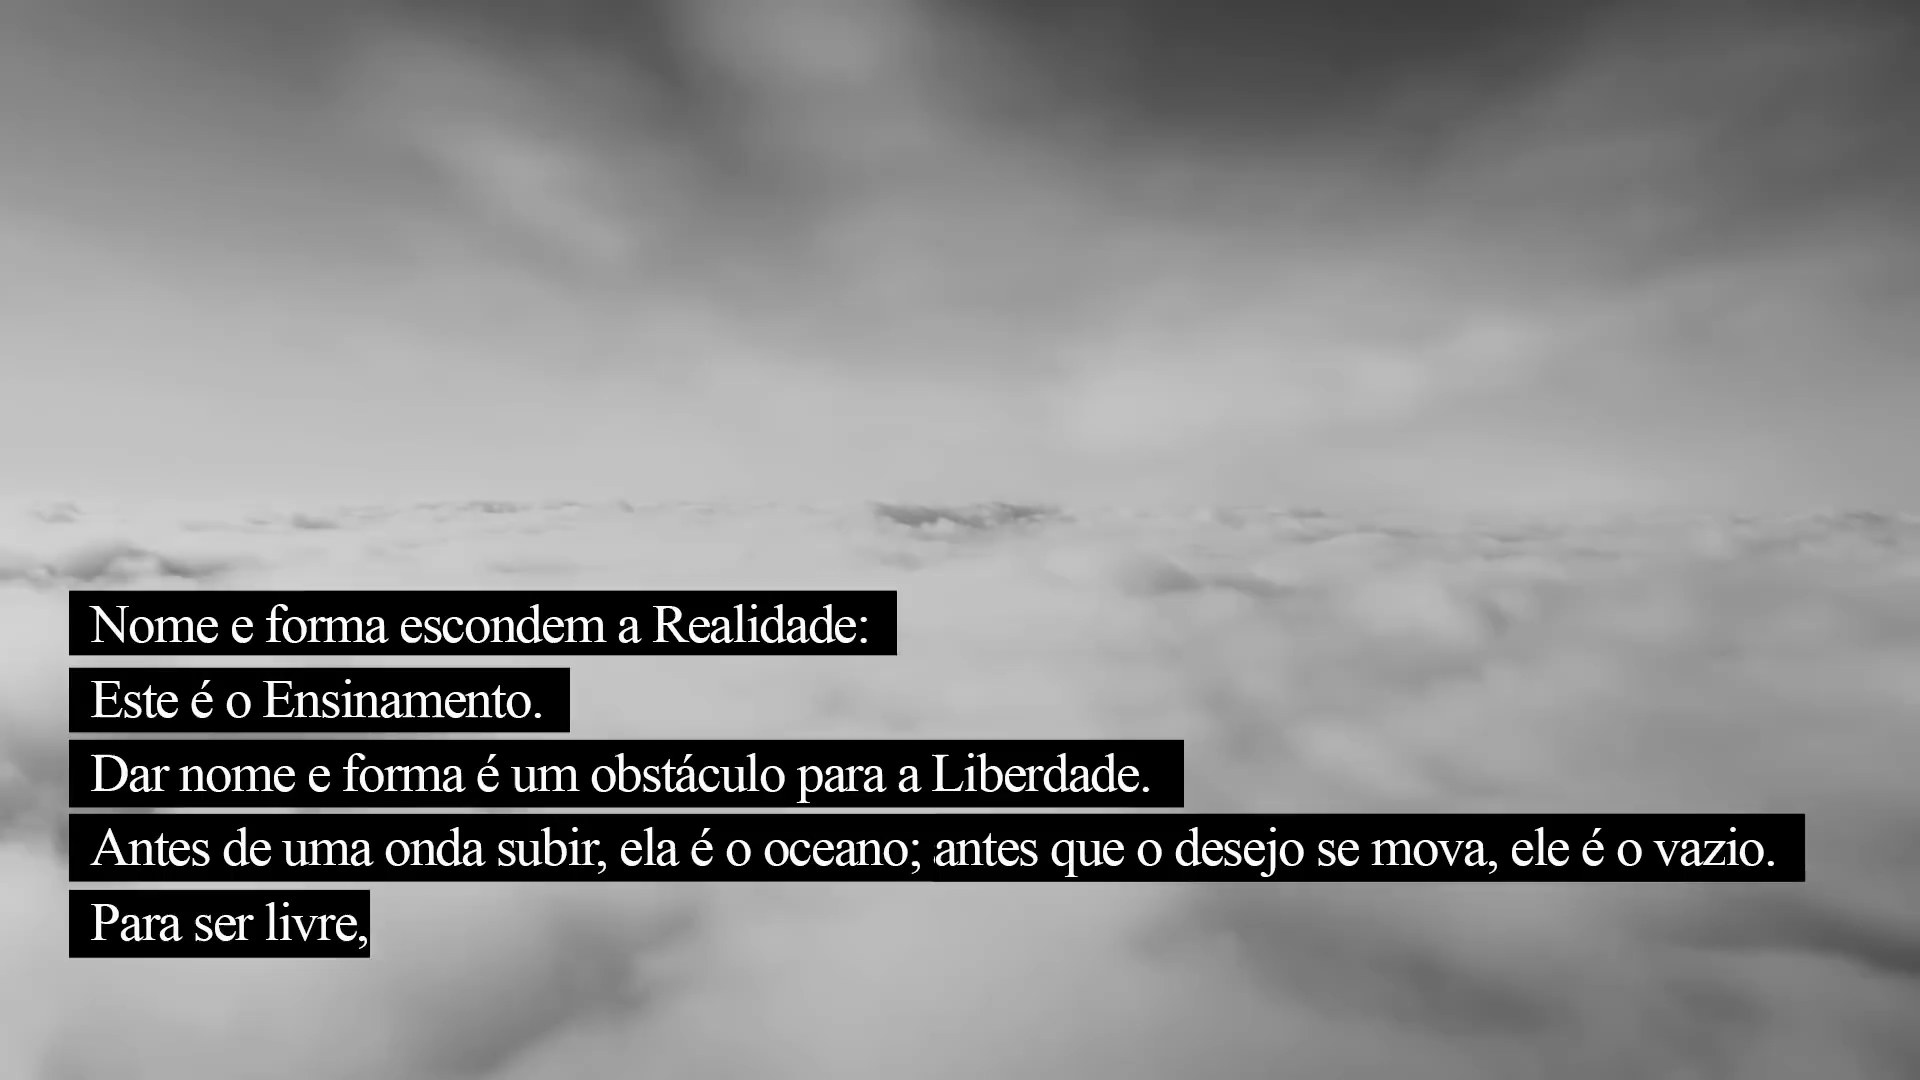 Nome e forma escondem a Realidade:
Este é o Ensinamento.
Dar nome e forma é um obstáculo para a Liberdade.
Antes de uma onda subir, ela é o oceano; antes que o desejo se mova, ele é o vazio.
Para ser livre,